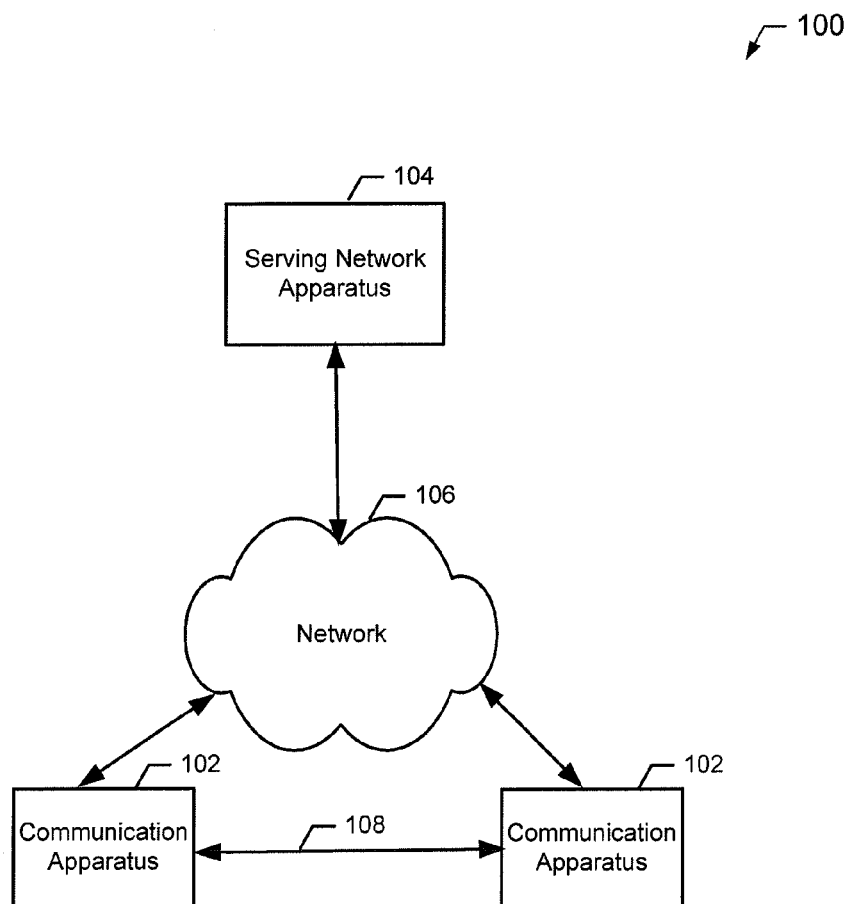 100
104
Serving Network
Apparatus
106
Network
102
102
Communication
Apparatus
108
Communication
Apparatus